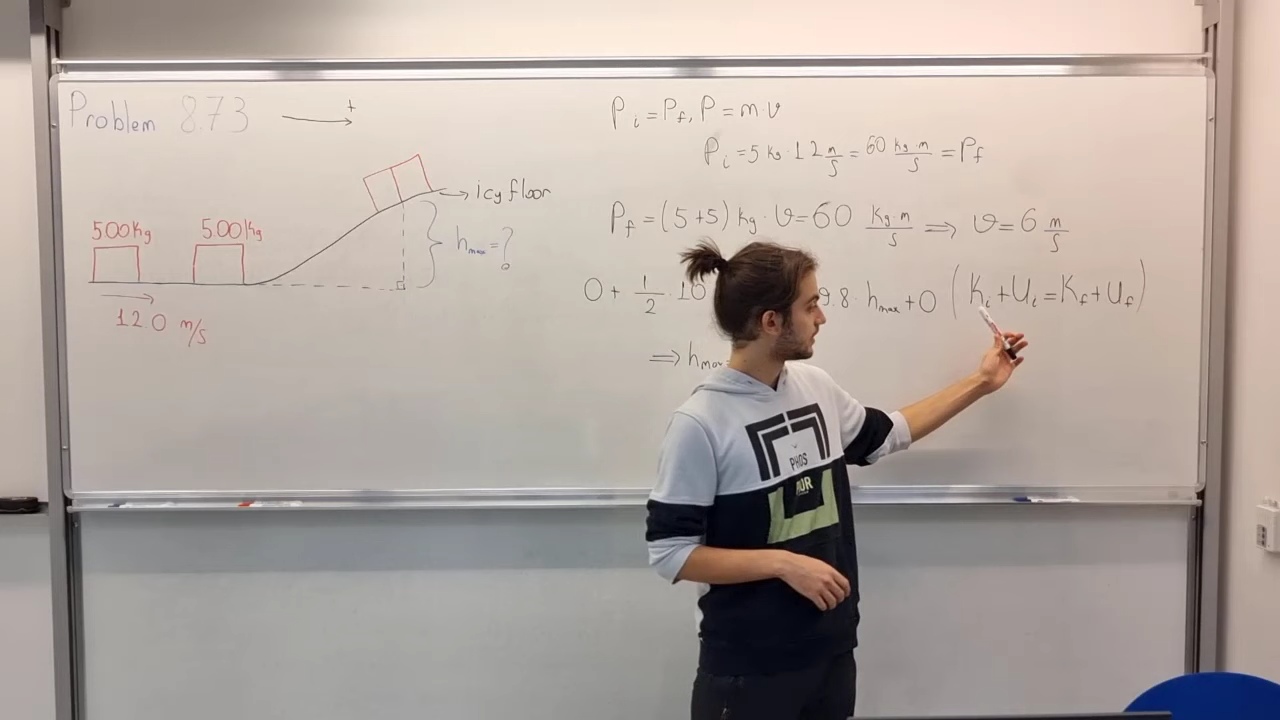 Problem 8.73
+
icy floor
5.00 Kg 5.00 Kg
h_max = ?
12.0 m/s
P_i = P_f, P = m·v
P_i = 5 kg · 12 m/s = 60 kg·m/s = P_f
P_f = (5+5) kg · v = 60 kg·m/s ⟹ v = 6 m/s
0 + 1/2 · 10 9.8 · h_max + 0 (K_i + U_i = K_f + U_f)
⟹ h_max